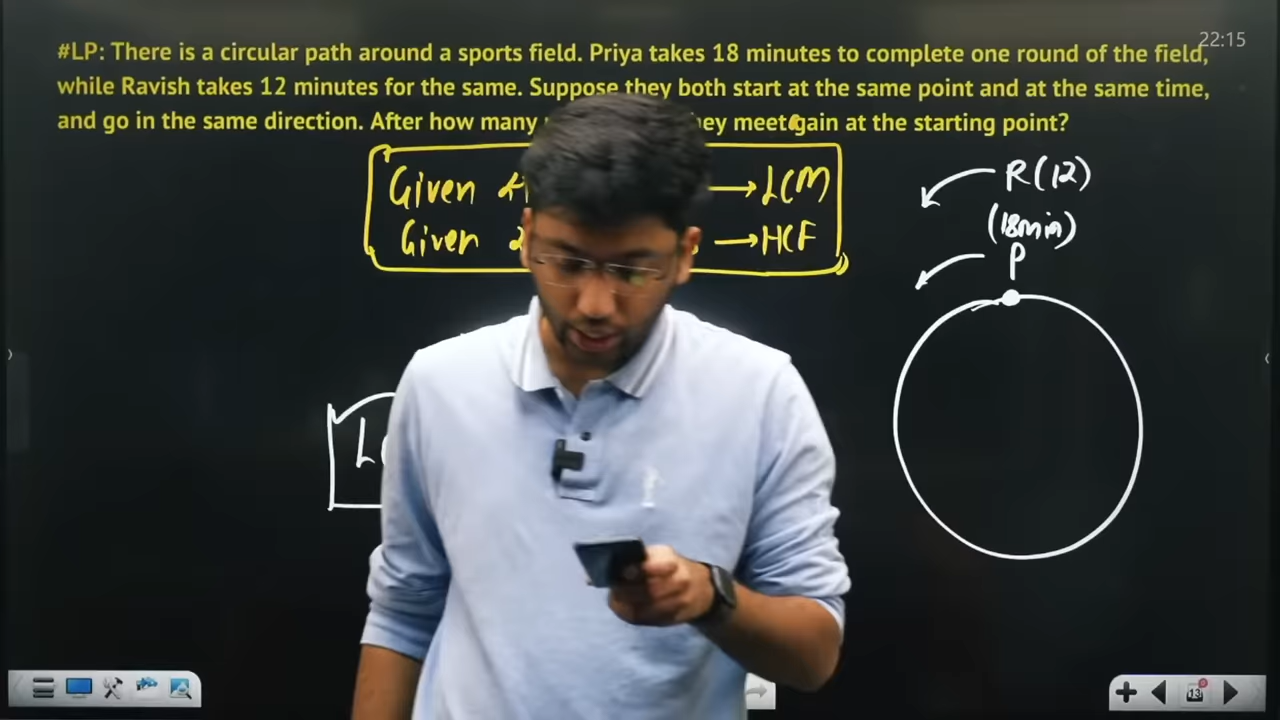 22:15
#LP: There is a circular path around a sports field. Priya takes 18 minutes to complete one round of the field,
while Ravish takes 12 minutes for the same. Suppose they both start at the same point and at the same time,
and go in the same direction. After how many meet again at the starting point?
Given → LCM
Given → HCF
R(12)
(18min)
P
13